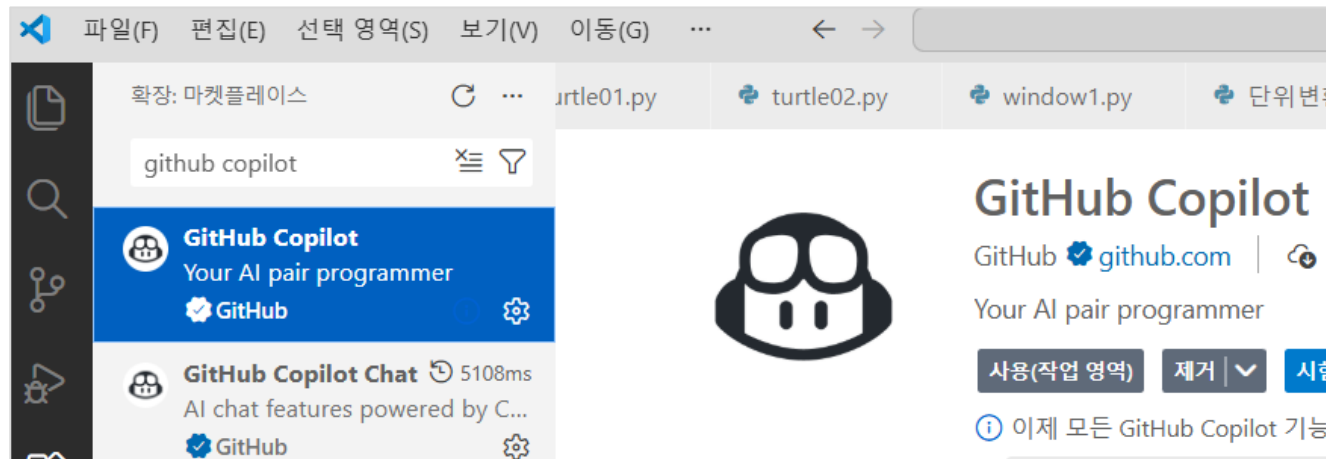 파일(F) 편집(E) 선택 영역(S) 보기(V) 이동(G) ···
확장: 마켓플레이스
urtle01.py turtle02.py window1.py 단위변
github copilot
GitHub Copilot
Your AI pair programmer
GitHub
GitHub Copilot Chat 5108ms
AI chat features powered by C...
GitHub
GitHub Copilot
GitHub github.com
Your AI pair programmer
사용(작업 영역) 제거 시험
이제 모든 GitHub Copilot 기능